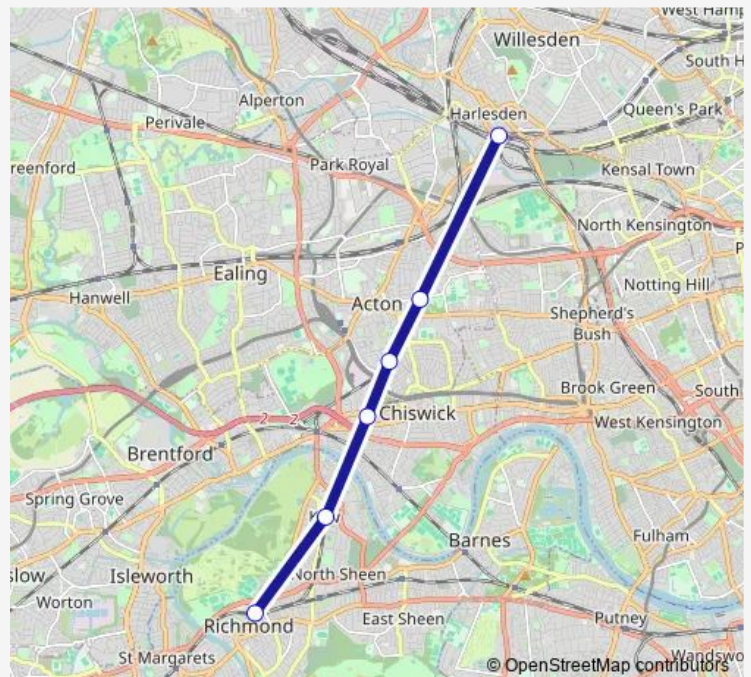 West Hamp
Willesden
South H
Alperton
Harlesden
Queen's Park
Perivale
Park Royal
reenford
Kensal Town
North Kensington
P
Ealing
Notting Hill
Hanwell
Acton
Shepherd's
Bush
Brook Green
South
2 2
Chiswick
West Kensington
Brentford
Spring Grove
Fulham
Barnes
slow
Isleworth
North Sheen
Worton
Richmond
East Sheen
Putney
St Margarets
Wandswo
© OpenStreetMap contributors